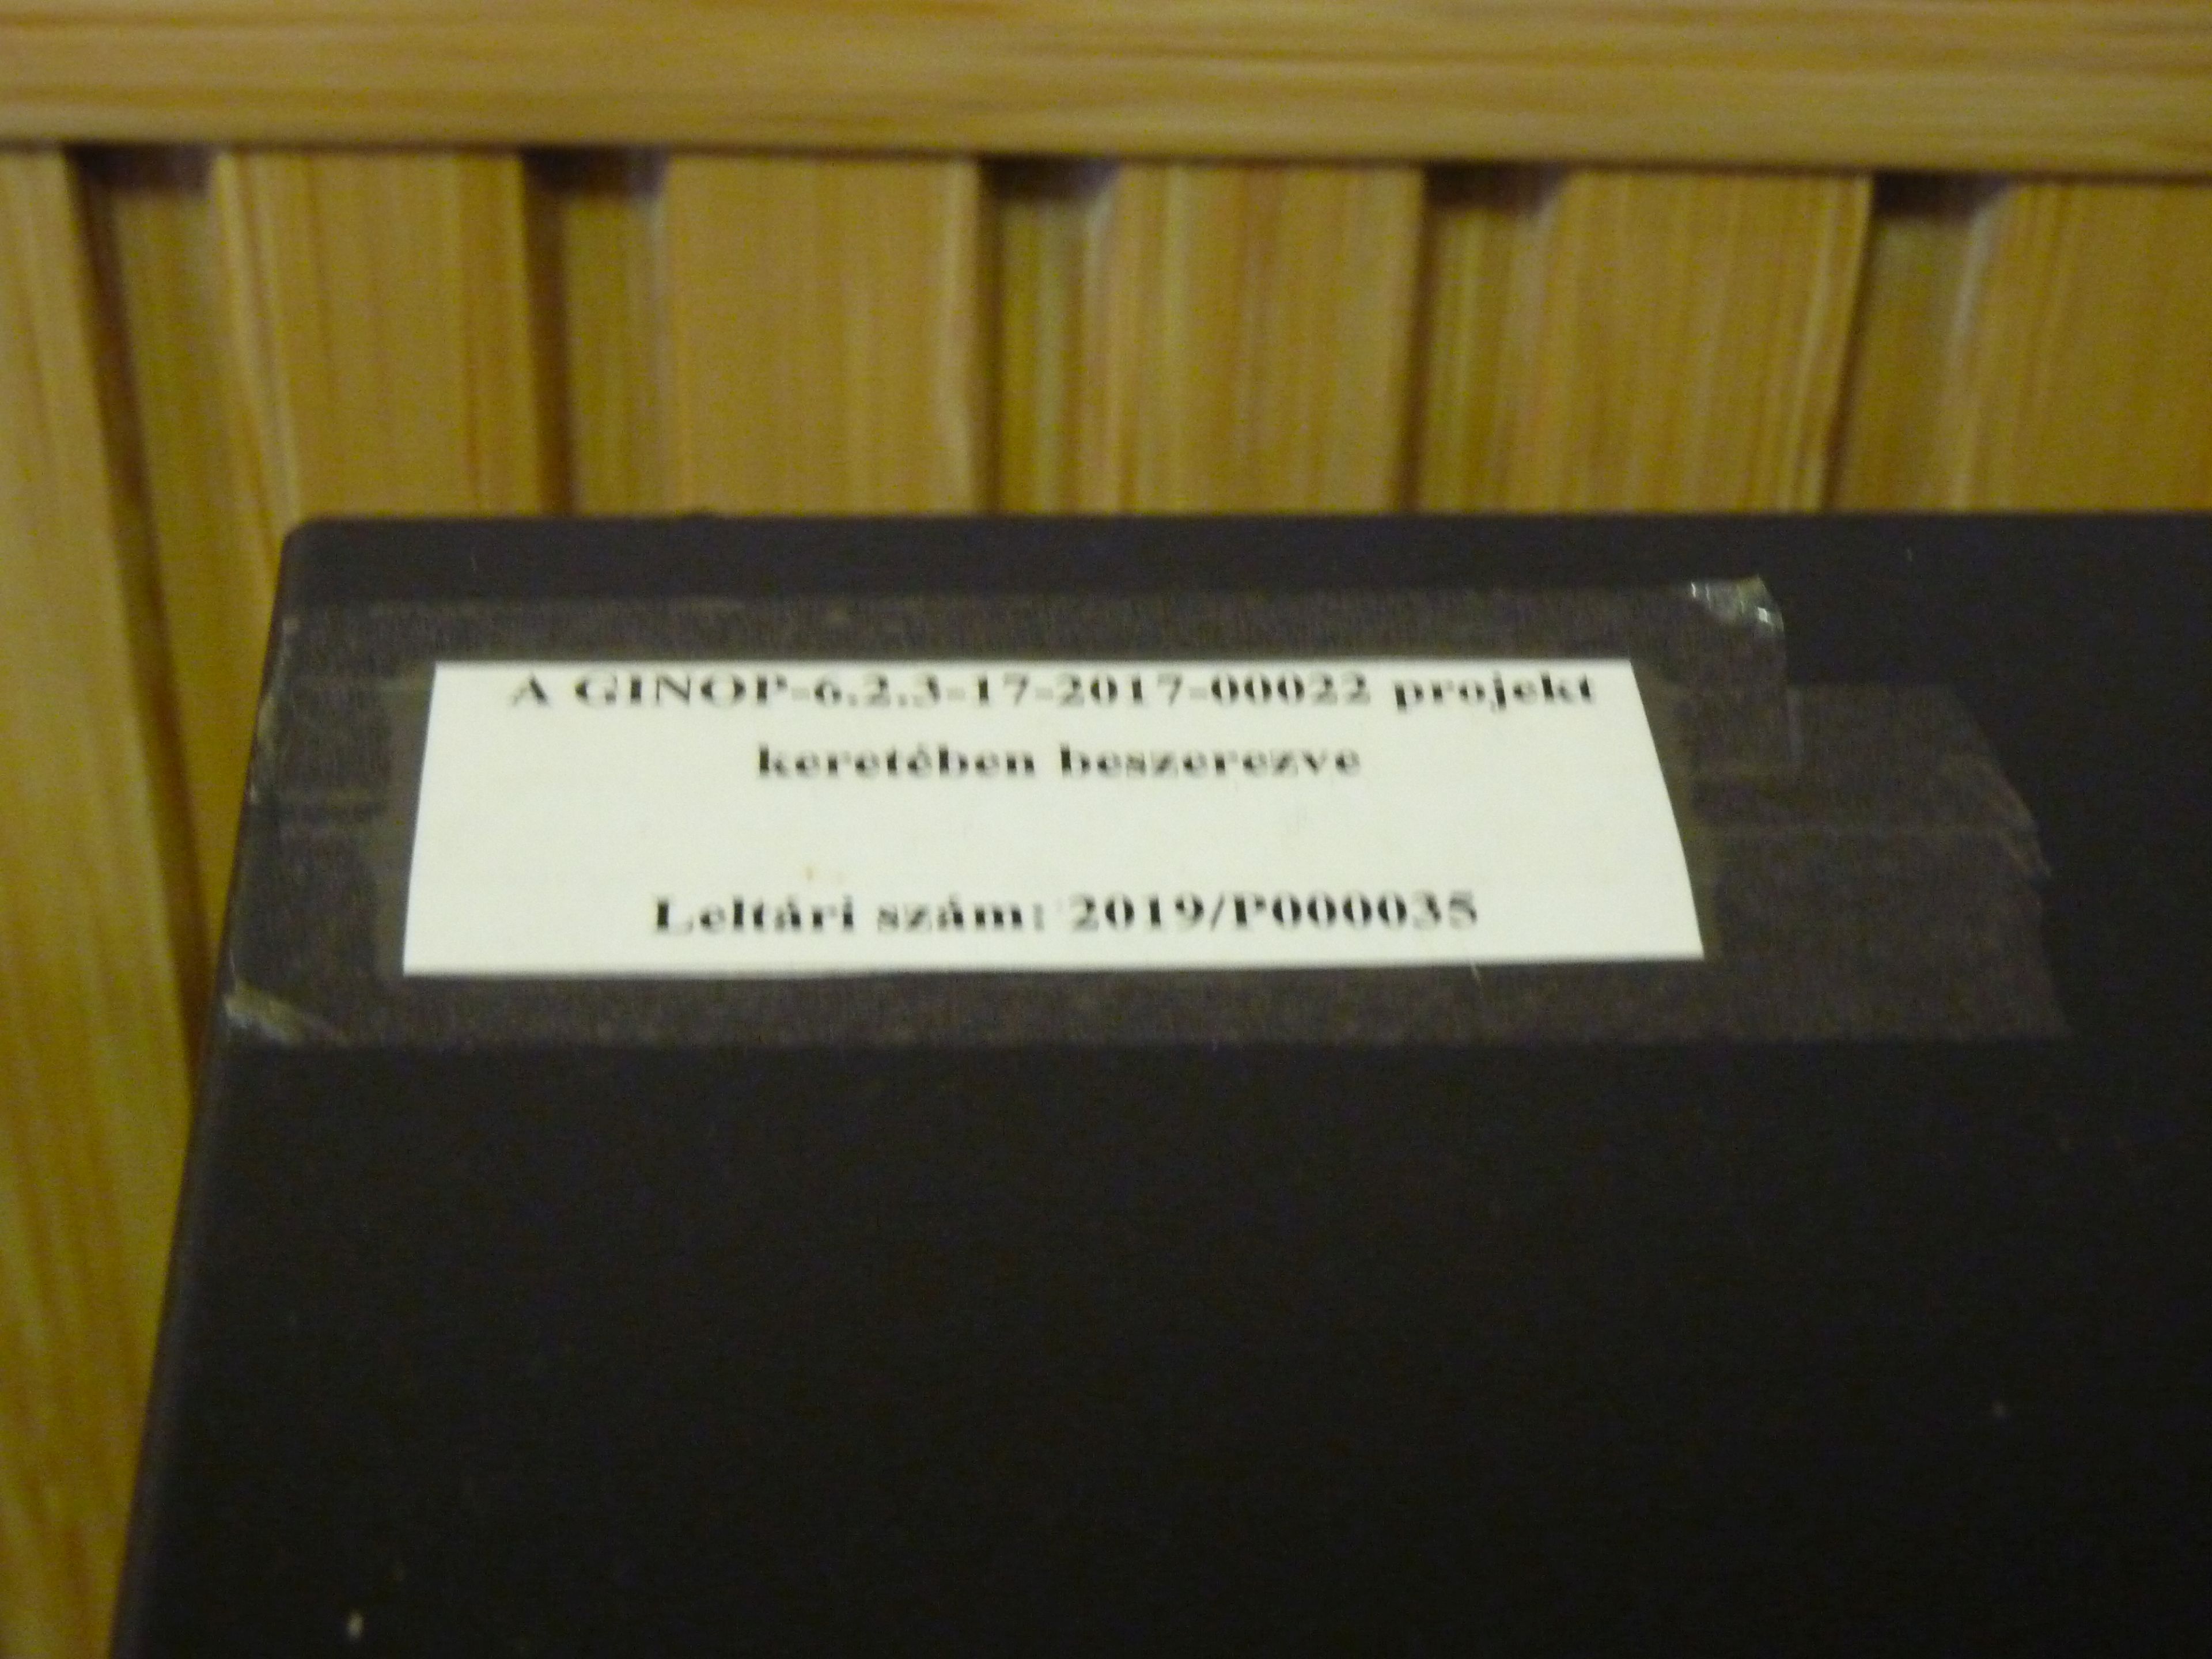 A GINOP-6.2.3-17-2017-00022 projekt
keretében beszerezve
Leltári szám: 2019/P000035